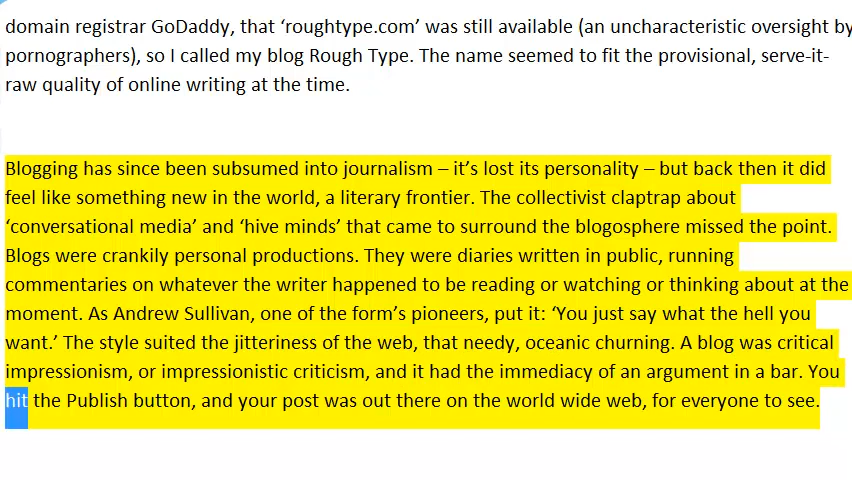 domain registrar GoDaddy, that ‘roughtype.com’ was still available (an uncharacteristic oversight by
pornographers), so I called my blog Rough Type. The name seemed to fit the provisional, serve-it-
raw quality of online writing at the time.
Blogging has since been subsumed into journalism – it’s lost its personality – but back then it did
feel like something new in the world, a literary frontier. The collectivist claptrap about
‘conversational media’ and ‘hive minds’ that came to surround the blogosphere missed the point.
Blogs were crankily personal productions. They were diaries written in public, running
commentaries on whatever the writer happened to be reading or watching or thinking about at the
moment. As Andrew Sullivan, one of the form’s pioneers, put it: ‘You just say what the hell you
want.’ The style suited the jitteriness of the web, that needy, oceanic churning. A blog was critical
impressionism, or impressionistic criticism, and it had the immediacy of an argument in a bar. You
hit the Publish button, and your post was out there on the world wide web, for everyone to see.